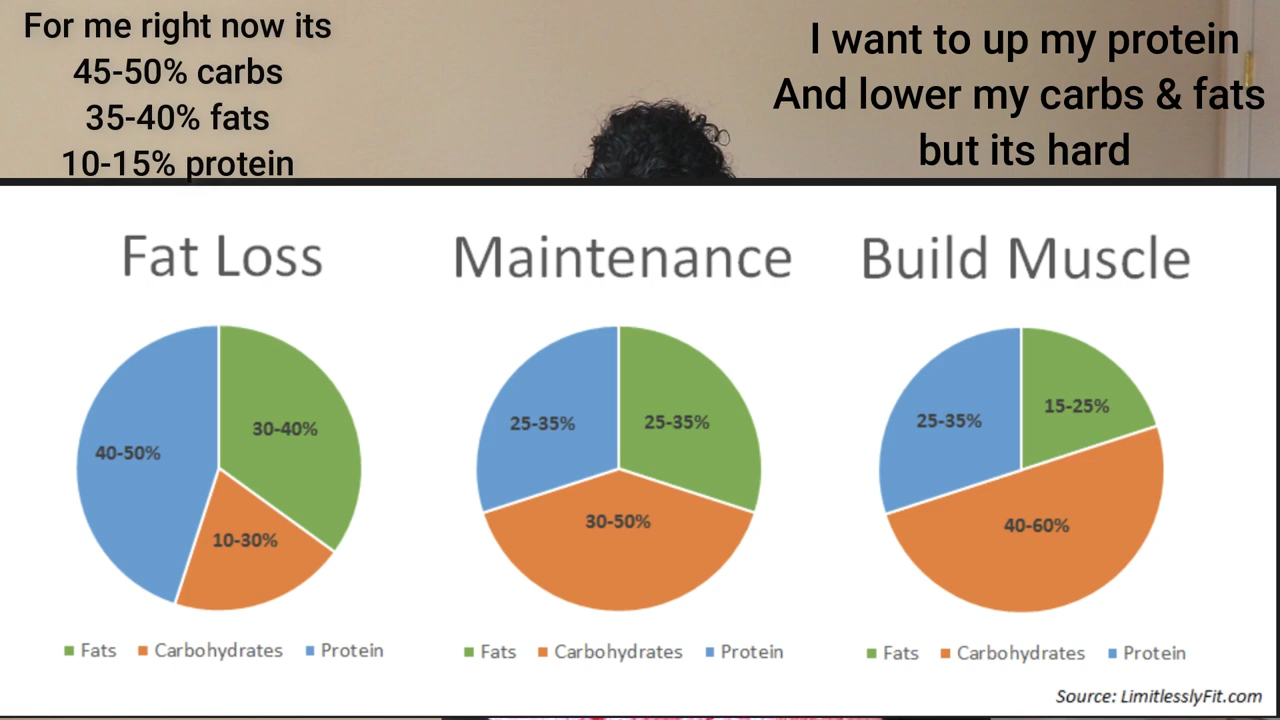 For me right now its
45-50% carbs
35-40% fats
10-15% protein
I want to up my protein
And lower my carbs & fats
but its hard
Fat Loss
Maintenance
Build Muscle
40-50%
30-40%
10-30%
25-35%
25-35%
30-50%
25-35%
15-25%
40-60%
Fats Carbohydrates Protein
Fats Carbohydrates Protein
Fats Carbohydrates Protein
Source: LimitlesslyFit.com